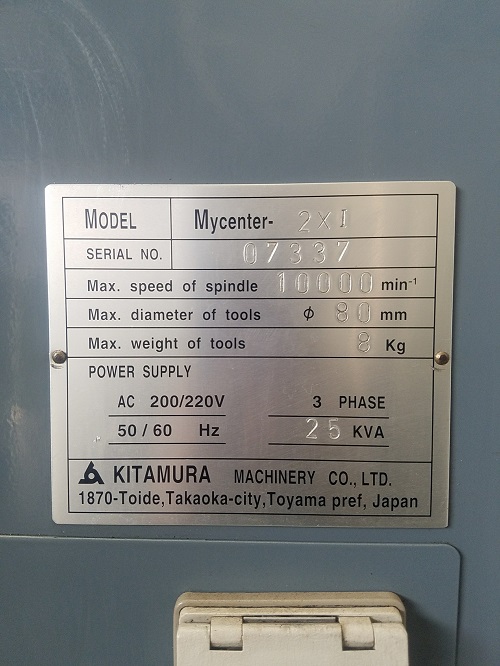 MODEL Mycenter- 2XI
SERIAL NO. 07337
Max. speed of spindle 10000 min⁻¹
Max. diameter of tools φ 80 mm
Max. weight of tools 8 Kg
POWER SUPPLY
AC 200/220V 3 PHASE
50/60 Hz 25 KVA
KITAMURA MACHINERY CO., LTD.
1870-Toide,Takaoka-city,Toyama pref, Japan